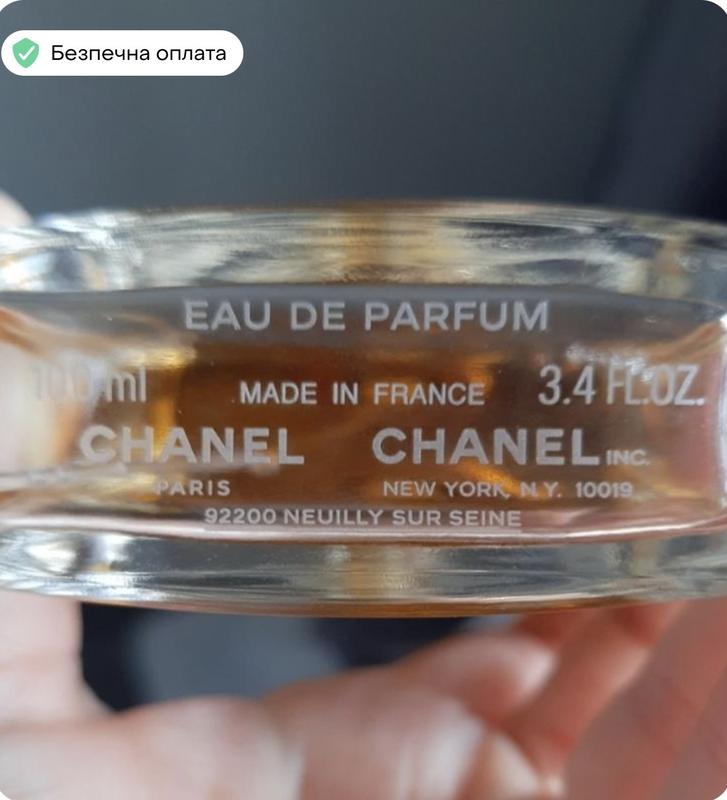 Безпечна оплата
EAU DE PARFUM
100 ml MADE IN FRANCE 3.4 FL.OZ.
CHANEL CHANEL INC.
PARIS NEW YORK, N.Y. 10019
92200 NEUILLY SUR SEINE